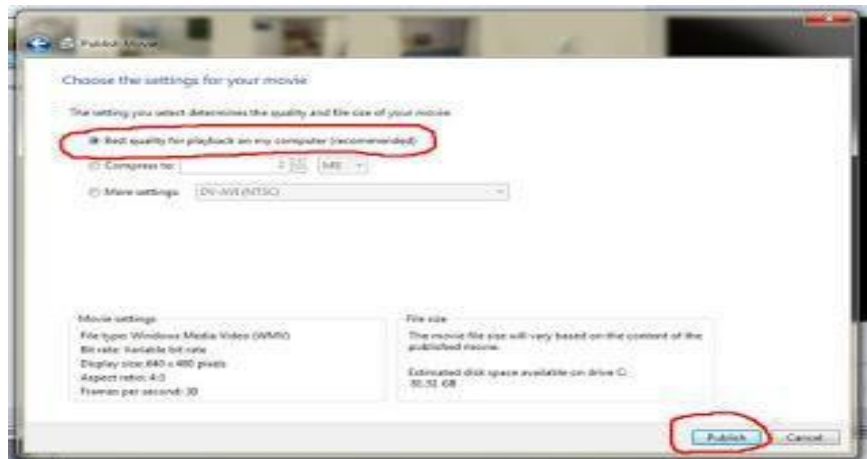 Publish Movie
Choose the settings for your movie
The setting you select determines the quality and file size of your movie
Best quality for playback on my computer (recommended)
Compress to: MB
More settings: DV-AVI (NTSC)
Movie settings
File type: Windows Media Video (WMV)
Bit rate: Variable bit rate
Display size: 640 x 480 pixels
Aspect ratio: 4:3
Frames per second: 30
File size
The movie file size will vary based on the content of the
published movie.
Estimated disk space available on drive C:
GB
Publish Cancel